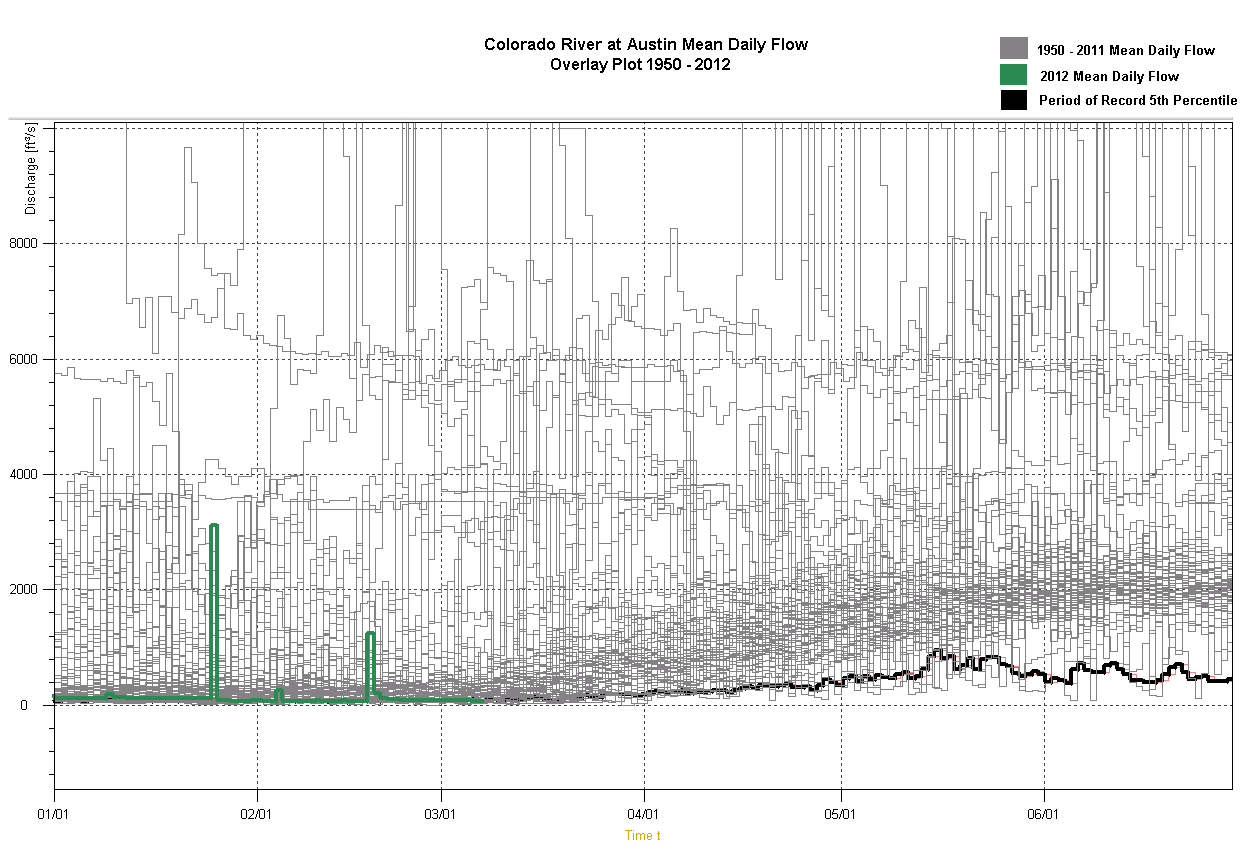 Colorado River at Austin Mean Daily Flow
Overlay Plot 1950 - 2012
1950 - 2011 Mean Daily Flow
2012 Mean Daily Flow
Period of Record 5th Percentile
Discharge [ft³/s]
8000
6000
4000
2000
0
01/01
02/01
03/01
04/01
05/01
06/01
Time t